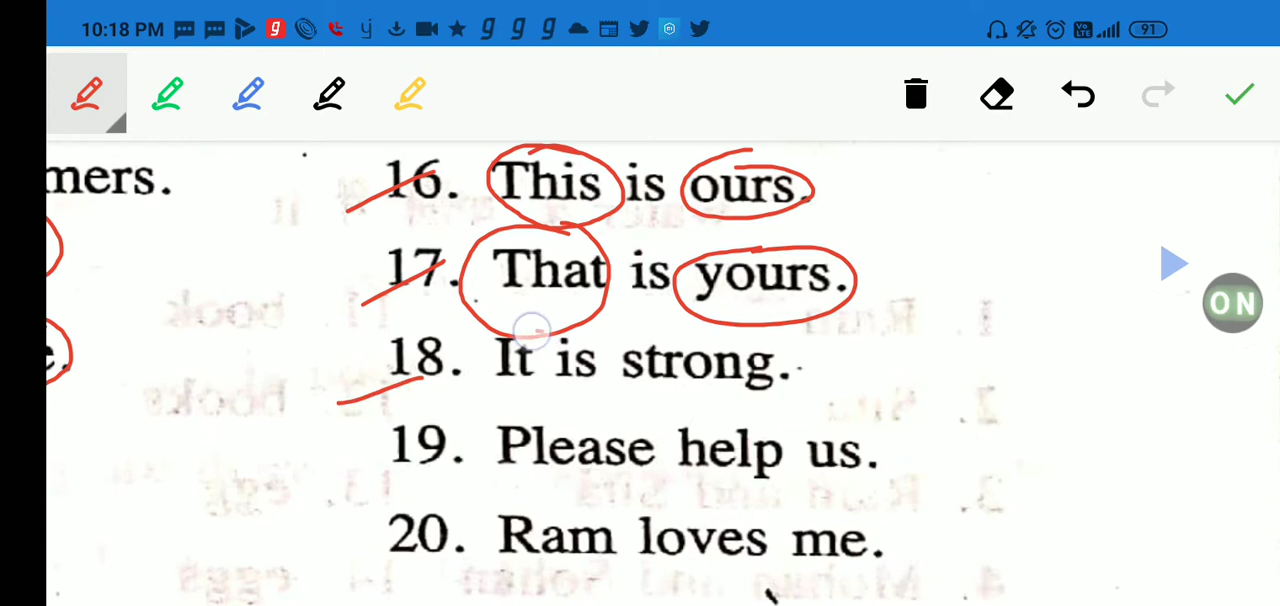 10:18 PM 91
mers. 16. This is ours.
17. That is yours.
ON
e. 18. It is strong.
19. Please help us.
20. Ram loves me.